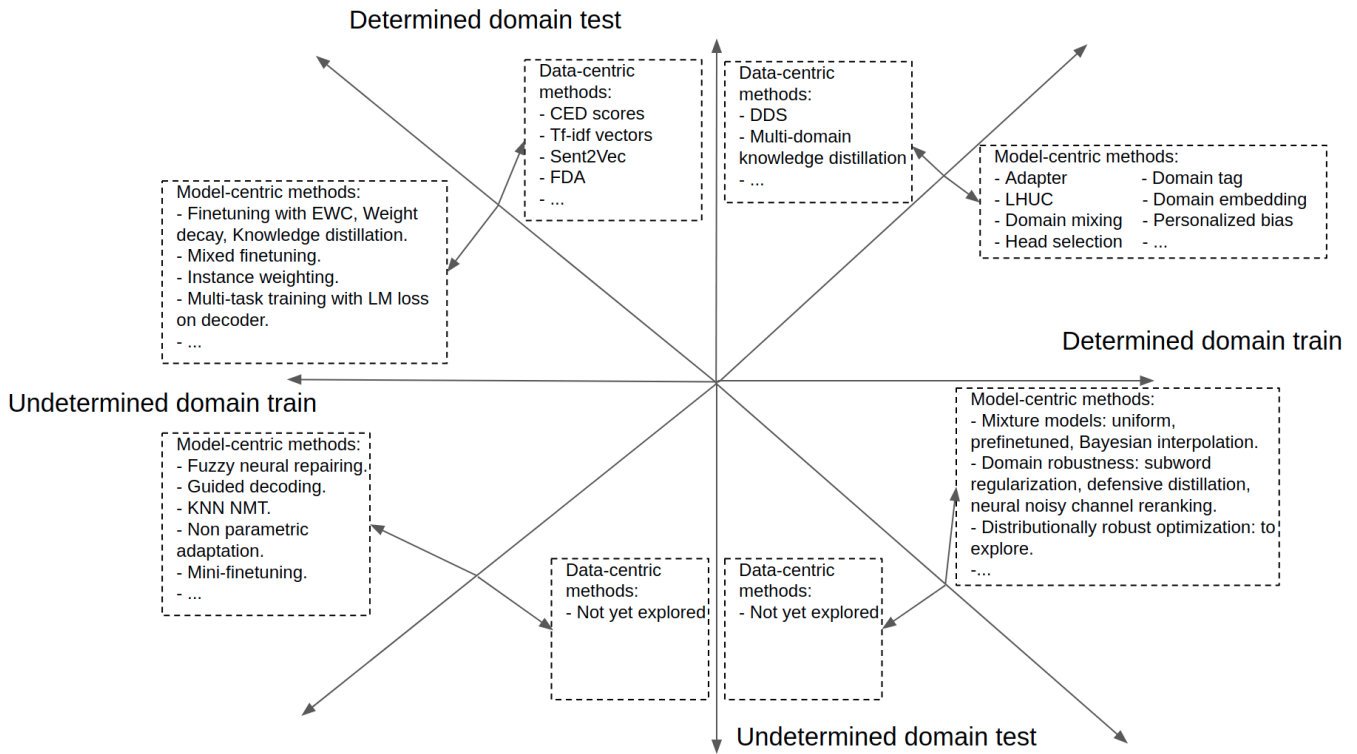 Determined domain test
Data-centric
methods:
- CED scores
- Tf-idf vectors
- Sent2Vec
- FDA
- ...
Data-centric
methods:
- DDS
- Multi-domain
knowledge distillation
- ...
Model-centric methods:
- Finetuning with EWC, Weight
decay, Knowledge distillation.
- Mixed finetuning.
- Instance weighting.
- Multi-task training with LM loss
on decoder.
- ...
Model-centric methods:
- Adapter
- LHUC
- Domain mixing
- Head selection
- Domain tag
- Domain embedding
- Personalized bias
- ...
Determined domain train
Undetermined domain train
Model-centric methods:
- Fuzzy neural repairing.
- Guided decoding.
- KNN NMT.
- Non parametric
adaptation.
- Mini-finetuning.
- ...
Data-centric
methods:
- Not yet explored
Data-centric
methods:
- Not yet explored
Model-centric methods:
- Mixture models: uniform,
prefinetuned, Bayesian interpolation.
- Domain robustness: subword
regularization, defensive distillation,
neural noisy channel reranking.
- Distributionally robust optimization: to
explore.
-...
Undetermined domain test